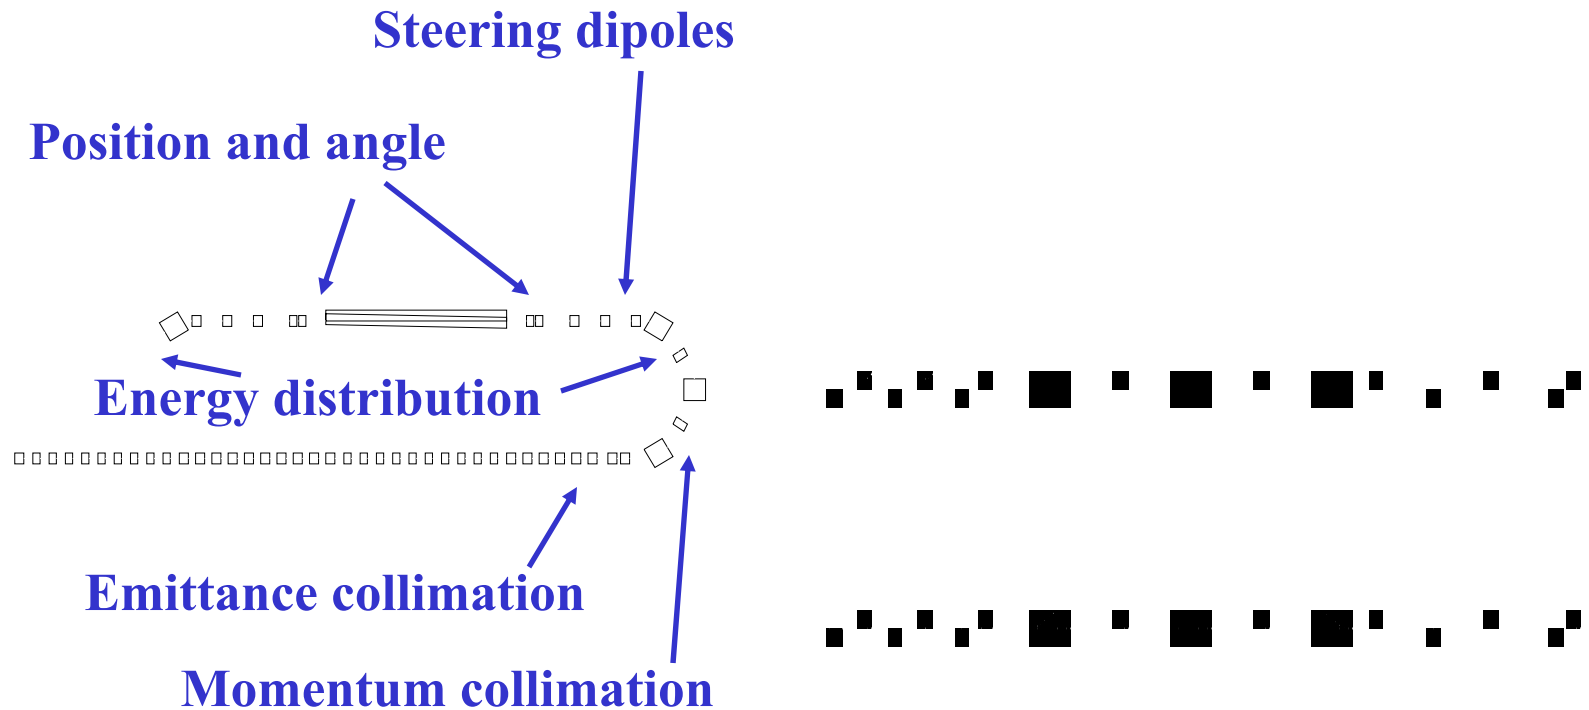 Steering dipoles
Position and angle
Energy distribution
Emittance collimation
Momentum collimation